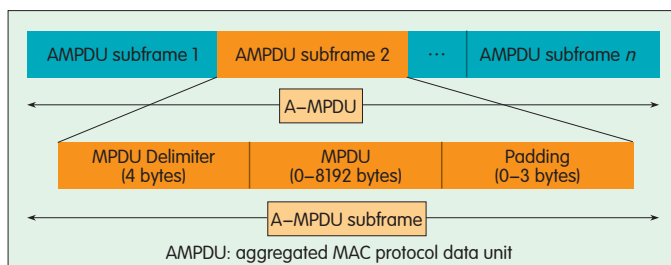 AMPDU subframe 1 AMPDU subframe 2 ... AMPDU subframe n
A–MPDU
MPDU Delimiter MPDU Padding
(4 bytes) (0–8192 bytes) (0–3 bytes)
A–MPDU subframe
AMPDU: aggregated MAC protocol data unit